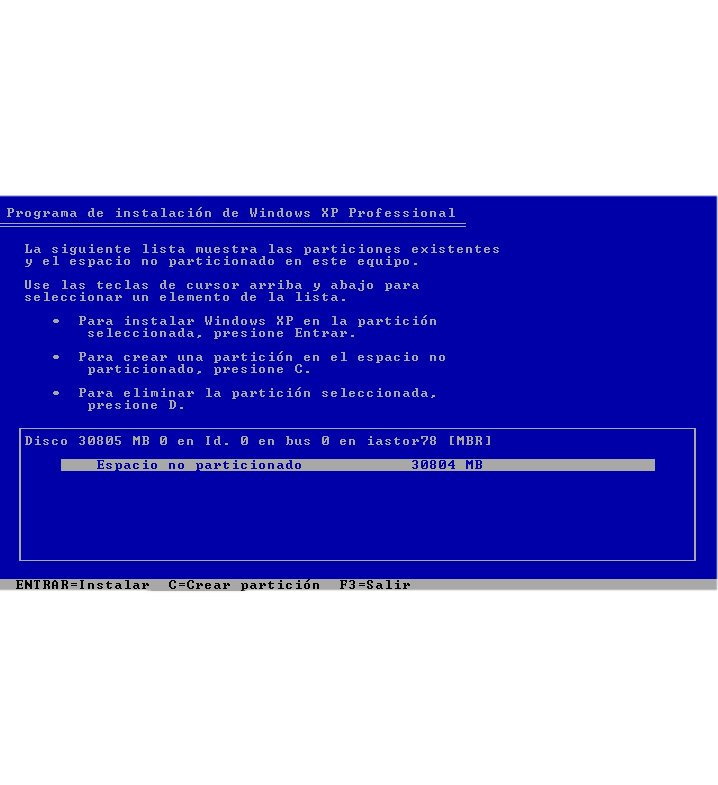 Programa de instalación de Windows XP Professional
La siguiente lista muestra las particiones existentes
y el espacio no particionado en este equipo.
Use las teclas de cursor arriba y abajo para
seleccionar un elemento de la lista.
• Para instalar Windows XP en la partición
seleccionada, presione Entrar.
• Para crear una partición en el espacio no
particionado, presione C.
• Para eliminar la partición seleccionada,
presione D.
Disco 30805 MB 0 en Id. 0 en bus 0 en iastor78 [MBR]
Espacio no particionado 30804 MB
ENTRAR=Instalar C=Crear partición F3=Salir